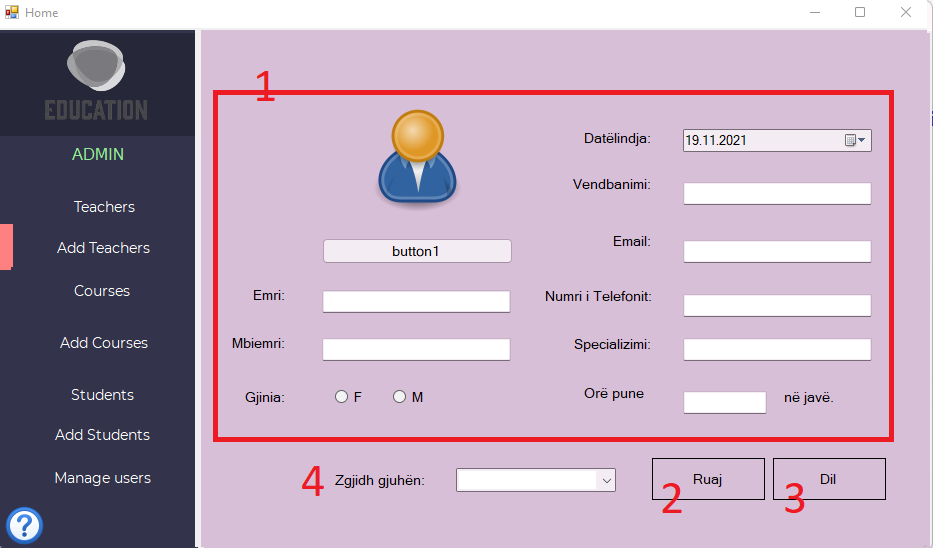 Home
EDUCATION
ADMIN
Teachers
Add Teachers
Courses
Add Courses
Students
Add Students
Manage users
?
1
button1
Emri:
Mbiemri:
Gjinia: F M
Datëlindja: 19.11.2021
Vendbanimi:
Email:
Numri i Telefonit:
Specializimi:
Orë pune në javë.
4 Zgjidh gjuhën:
2 Ruaj
3 Dil